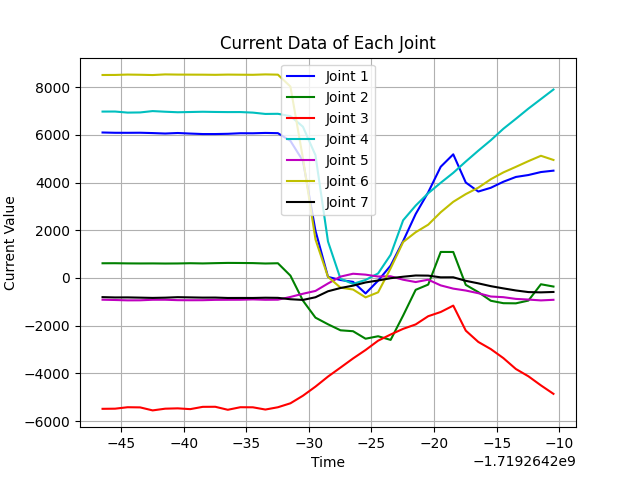 Current Data of Each Joint
Current Value
8000
6000
4000
2000
0
−2000
−4000
−6000
Joint 1
Joint 2
Joint 3
Joint 4
Joint 5
Joint 6
Joint 7
−45 −40 −35 −30 −25 −20 −15 −10
Time
−1.7192642e9